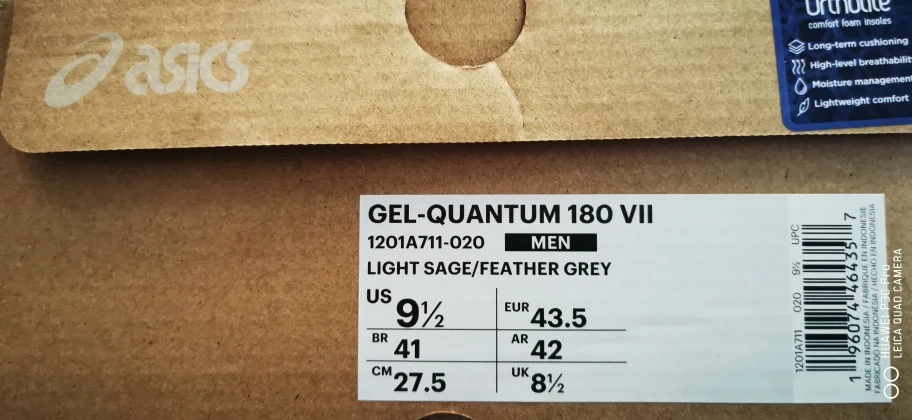 asics
Ortholite
comfort foam insoles
Long-term cushioning
High-level breathability
Moisture management
Lightweight comfort
GEL-QUANTUM 180 VII
1201A711-020 MEN
LIGHT SAGE/FEATHER GREY
US 9½ EUR 43.5
BR 41 AR 42
CM 27.5 UK 8½
1201A711 020 9½ UPC
1 96074 46435 7
MADE IN INDONESIA / FABRIQUE EN INDONESIE
FABRICADO NA INDONESIA / HECHO EN INDONESIA
HUAWEI P30 Pro
LEICA QUAD CAMERA